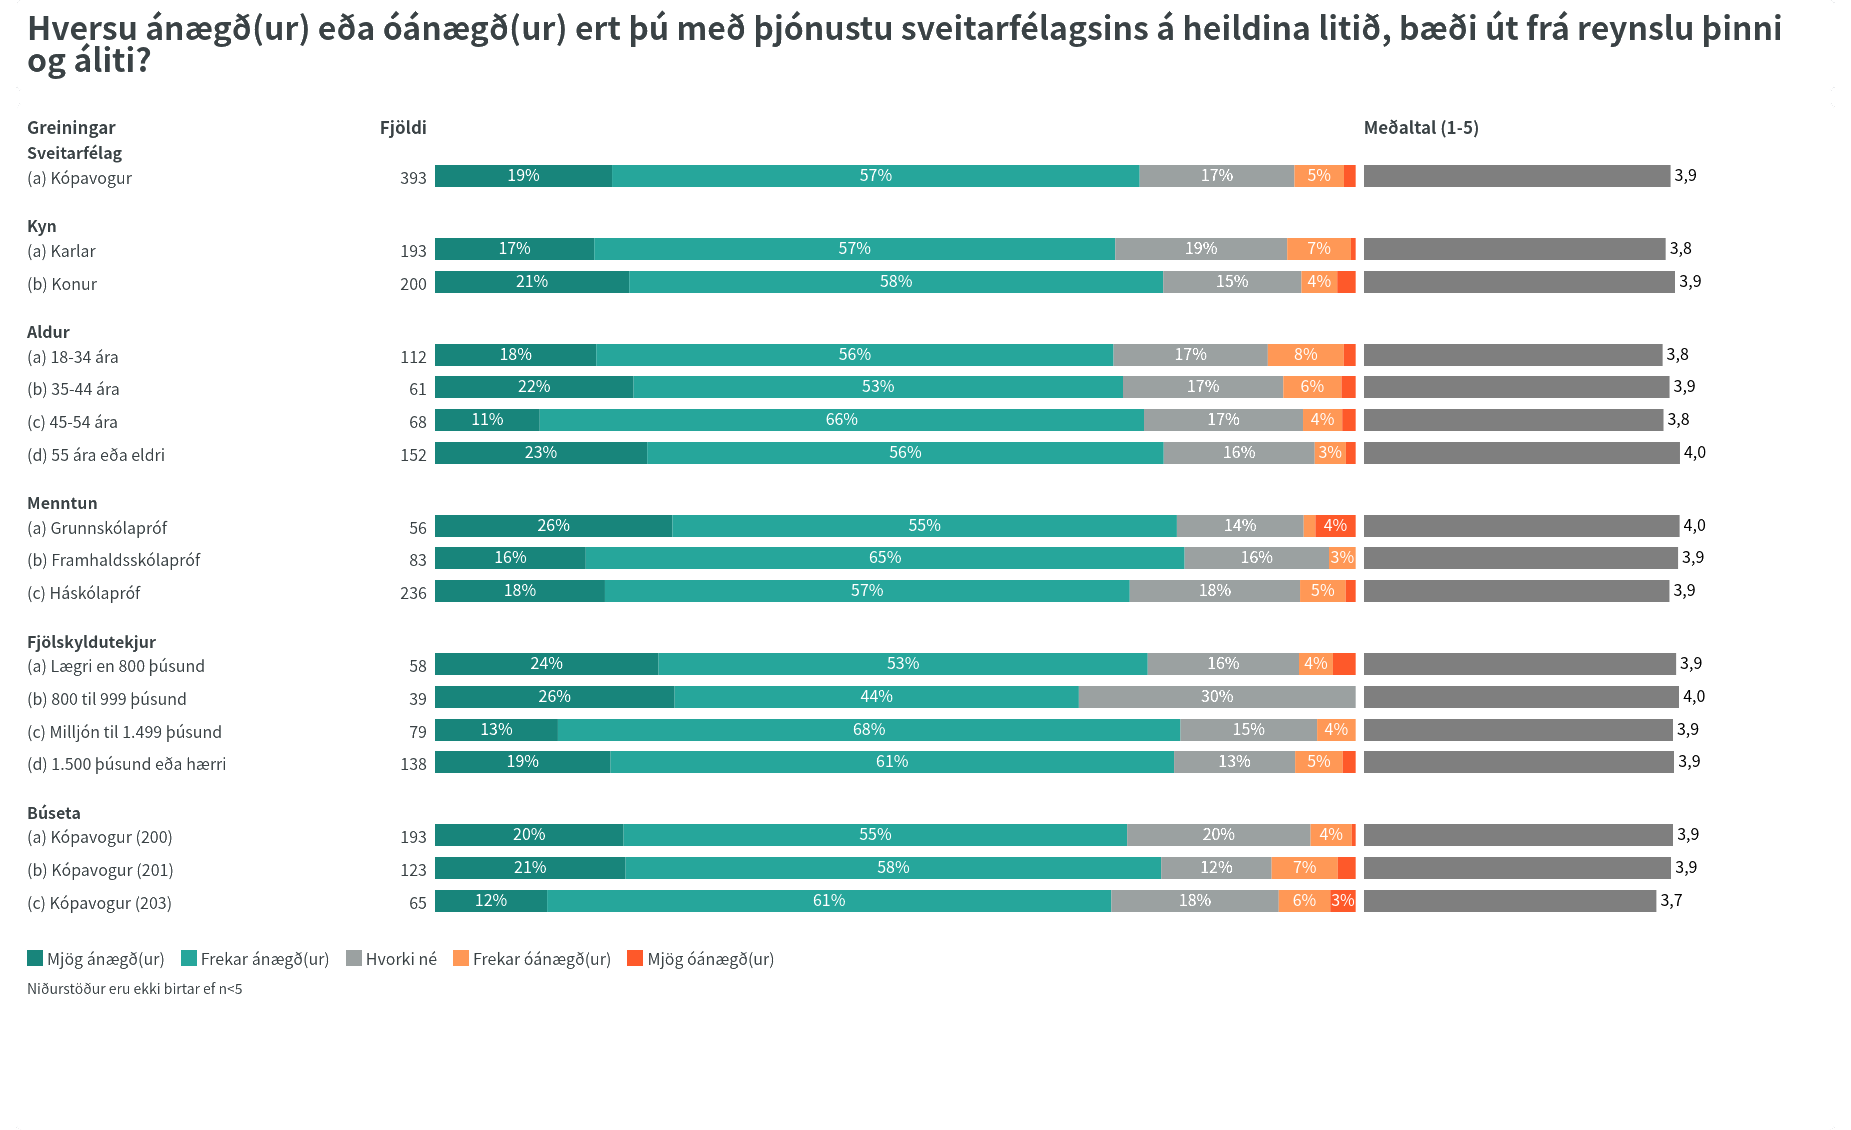 Hversu ánægð(ur) eða óánægð(ur) ert þú með þjónustu sveitarfélagsins á heildina litið, bæði út frá reynslu þinni
og áliti?
Greiningar Fjöldi Meðaltal (1-5)
Sveitarfélag
(a) Kópavogur 393 19% 57% 17% 5% 3,9
Kyn
(a) Karlar 193 17% 57% 19% 7% 3,8
(b) Konur 200 21% 58% 15% 4% 3,9
Aldur
(a) 18-34 ára 112 18% 56% 17% 8% 3,8
(b) 35-44 ára 61 22% 53% 17% 6% 3,9
(c) 45-54 ára 68 11% 66% 17% 4% 3,8
(d) 55 ára eða eldri 152 23% 56% 16% 3% 4,0
Menntun
(a) Grunnskólapróf 56 26% 55% 14% 4% 4,0
(b) Framhaldsskólapróf 83 16% 65% 16% 3% 3,9
(c) Háskólapróf 236 18% 57% 18% 5% 3,9
Fjölskyldutekjur
(a) Lægri en 800 þúsund 58 24% 53% 16% 4% 3,9
(b) 800 til 999 þúsund 39 26% 44% 30% 4,0
(c) Milljón til 1.499 þúsund 79 13% 68% 15% 4% 3,9
(d) 1.500 þúsund eða hærri 138 19% 61% 13% 5% 3,9
Búseta
(a) Kópavogur (200) 193 20% 55% 20% 4% 3,9
(b) Kópavogur (201) 123 21% 58% 12% 7% 3,9
(c) Kópavogur (203) 65 12% 61% 18% 6% 3% 3,7
Mjög ánægð(ur) Frekar ánægð(ur) Hvorki né Frekar óánægð(ur) Mjög óánægð(ur)
Niðurstöður eru ekki birtar ef n<5